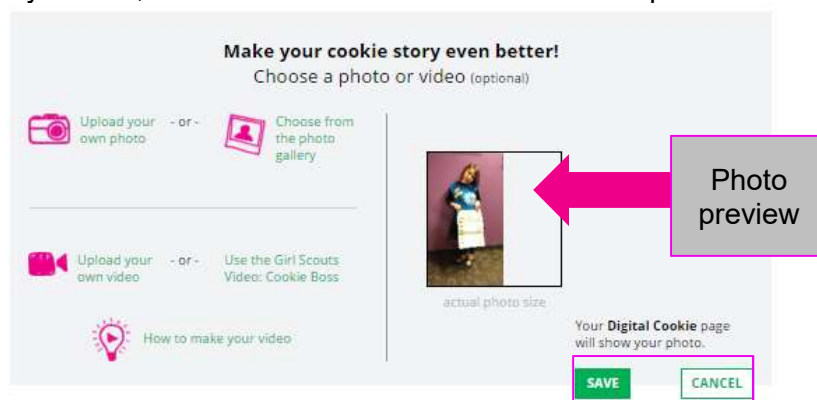 Make your cookie story even better!
Choose a photo or video (optional)
Upload your own photo
- or -
Choose from the photo gallery
Upload your own video
- or -
Use the Girl Scouts Video: Cookie Boss
How to make your video
actual photo size
Photo preview
Your Digital Cookie page
will show your photo.
SAVE
CANCEL